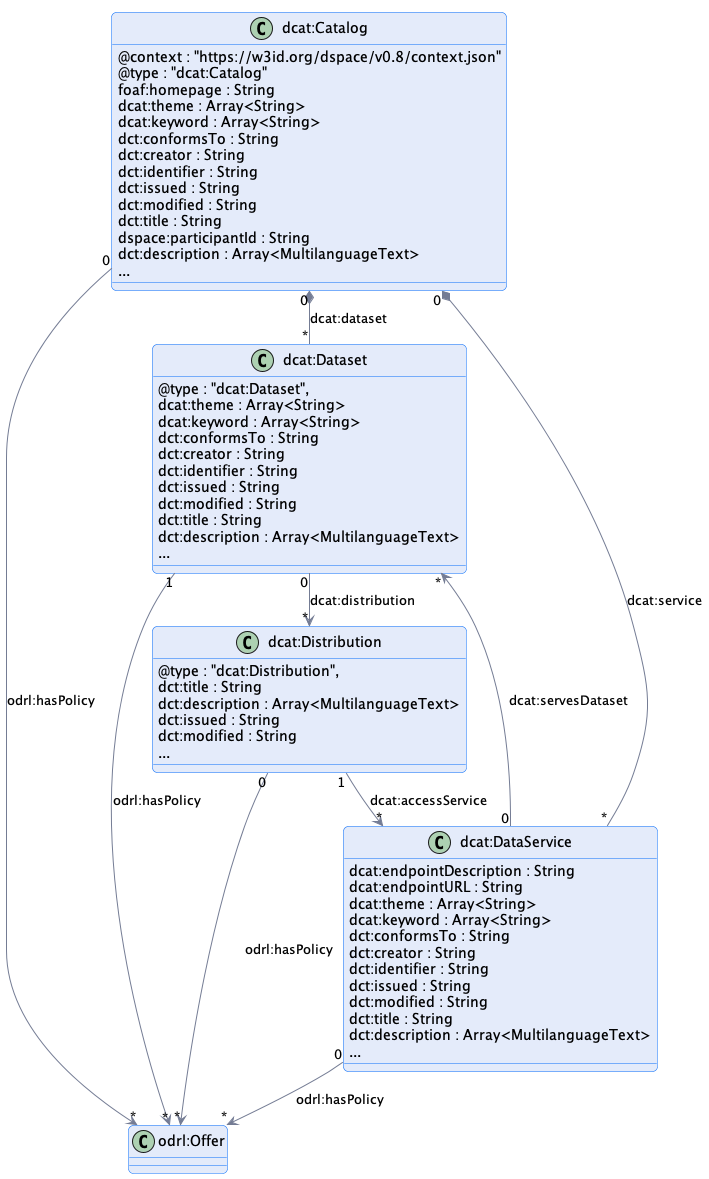 C dcat:Catalog
@context : "https://w3id.org/dspace/v0.8/context.json"
@type : "dcat:Catalog"
foaf:homepage : String
dcat:theme : Array<String>
dcat:keyword : Array<String>
dct:conformsTo : String
dct:creator : String
dct:identifier : String
dct:issued : String
dct:modified : String
dct:title : String
dspace:participantId : String
dct:description : Array<MultilanguageText>
...
0
0
0
dcat:dataset
*
C dcat:Dataset
@type : "dcat:Dataset",
dcat:theme : Array<String>
dcat:keyword : Array<String>
dct:conformsTo : String
dct:creator : String
dct:identifier : String
dct:issued : String
dct:modified : String
dct:title : String
dct:description : Array<MultilanguageText>
...
1
0
*
dcat:distribution
dcat:service
*
C dcat:Distribution
@type : "dcat:Distribution",
dct:title : String
dct:description : Array<MultilanguageText>
dct:issued : String
dct:modified : String
...
odrl:hasPolicy
dcat:servesDataset
0
1
odrl:hasPolicy
dcat:accessService
*
0
*
C dcat:DataService
dcat:endpointDescription : String
dcat:endpointURL : String
dcat:theme : Array<String>
dcat:keyword : Array<String>
dct:conformsTo : String
dct:creator : String
dct:identifier : String
dct:issued : String
dct:modified : String
dct:title : String
dct:description : Array<MultilanguageText>
...
odrl:hasPolicy
0
odrl:hasPolicy
*
*
*
*
C odrl:Offer